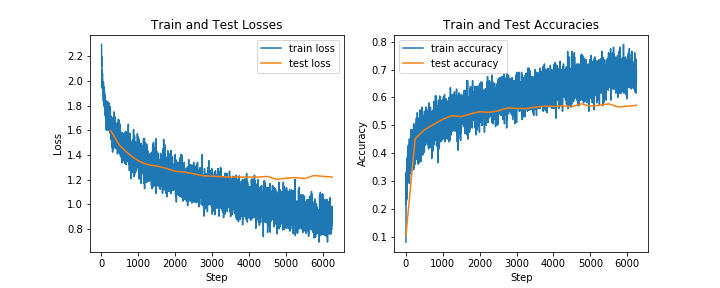 Train and Test Losses
train loss
test loss
Loss
2.2
2.0
1.8
1.6
1.4
1.2
1.0
0.8
0 1000 2000 3000 4000 5000 6000
Step
Train and Test Accuracies
train accuracy
test accuracy
Accuracy
0.8
0.7
0.6
0.5
0.4
0.3
0.2
0.1
0 1000 2000 3000 4000 5000 6000
Step